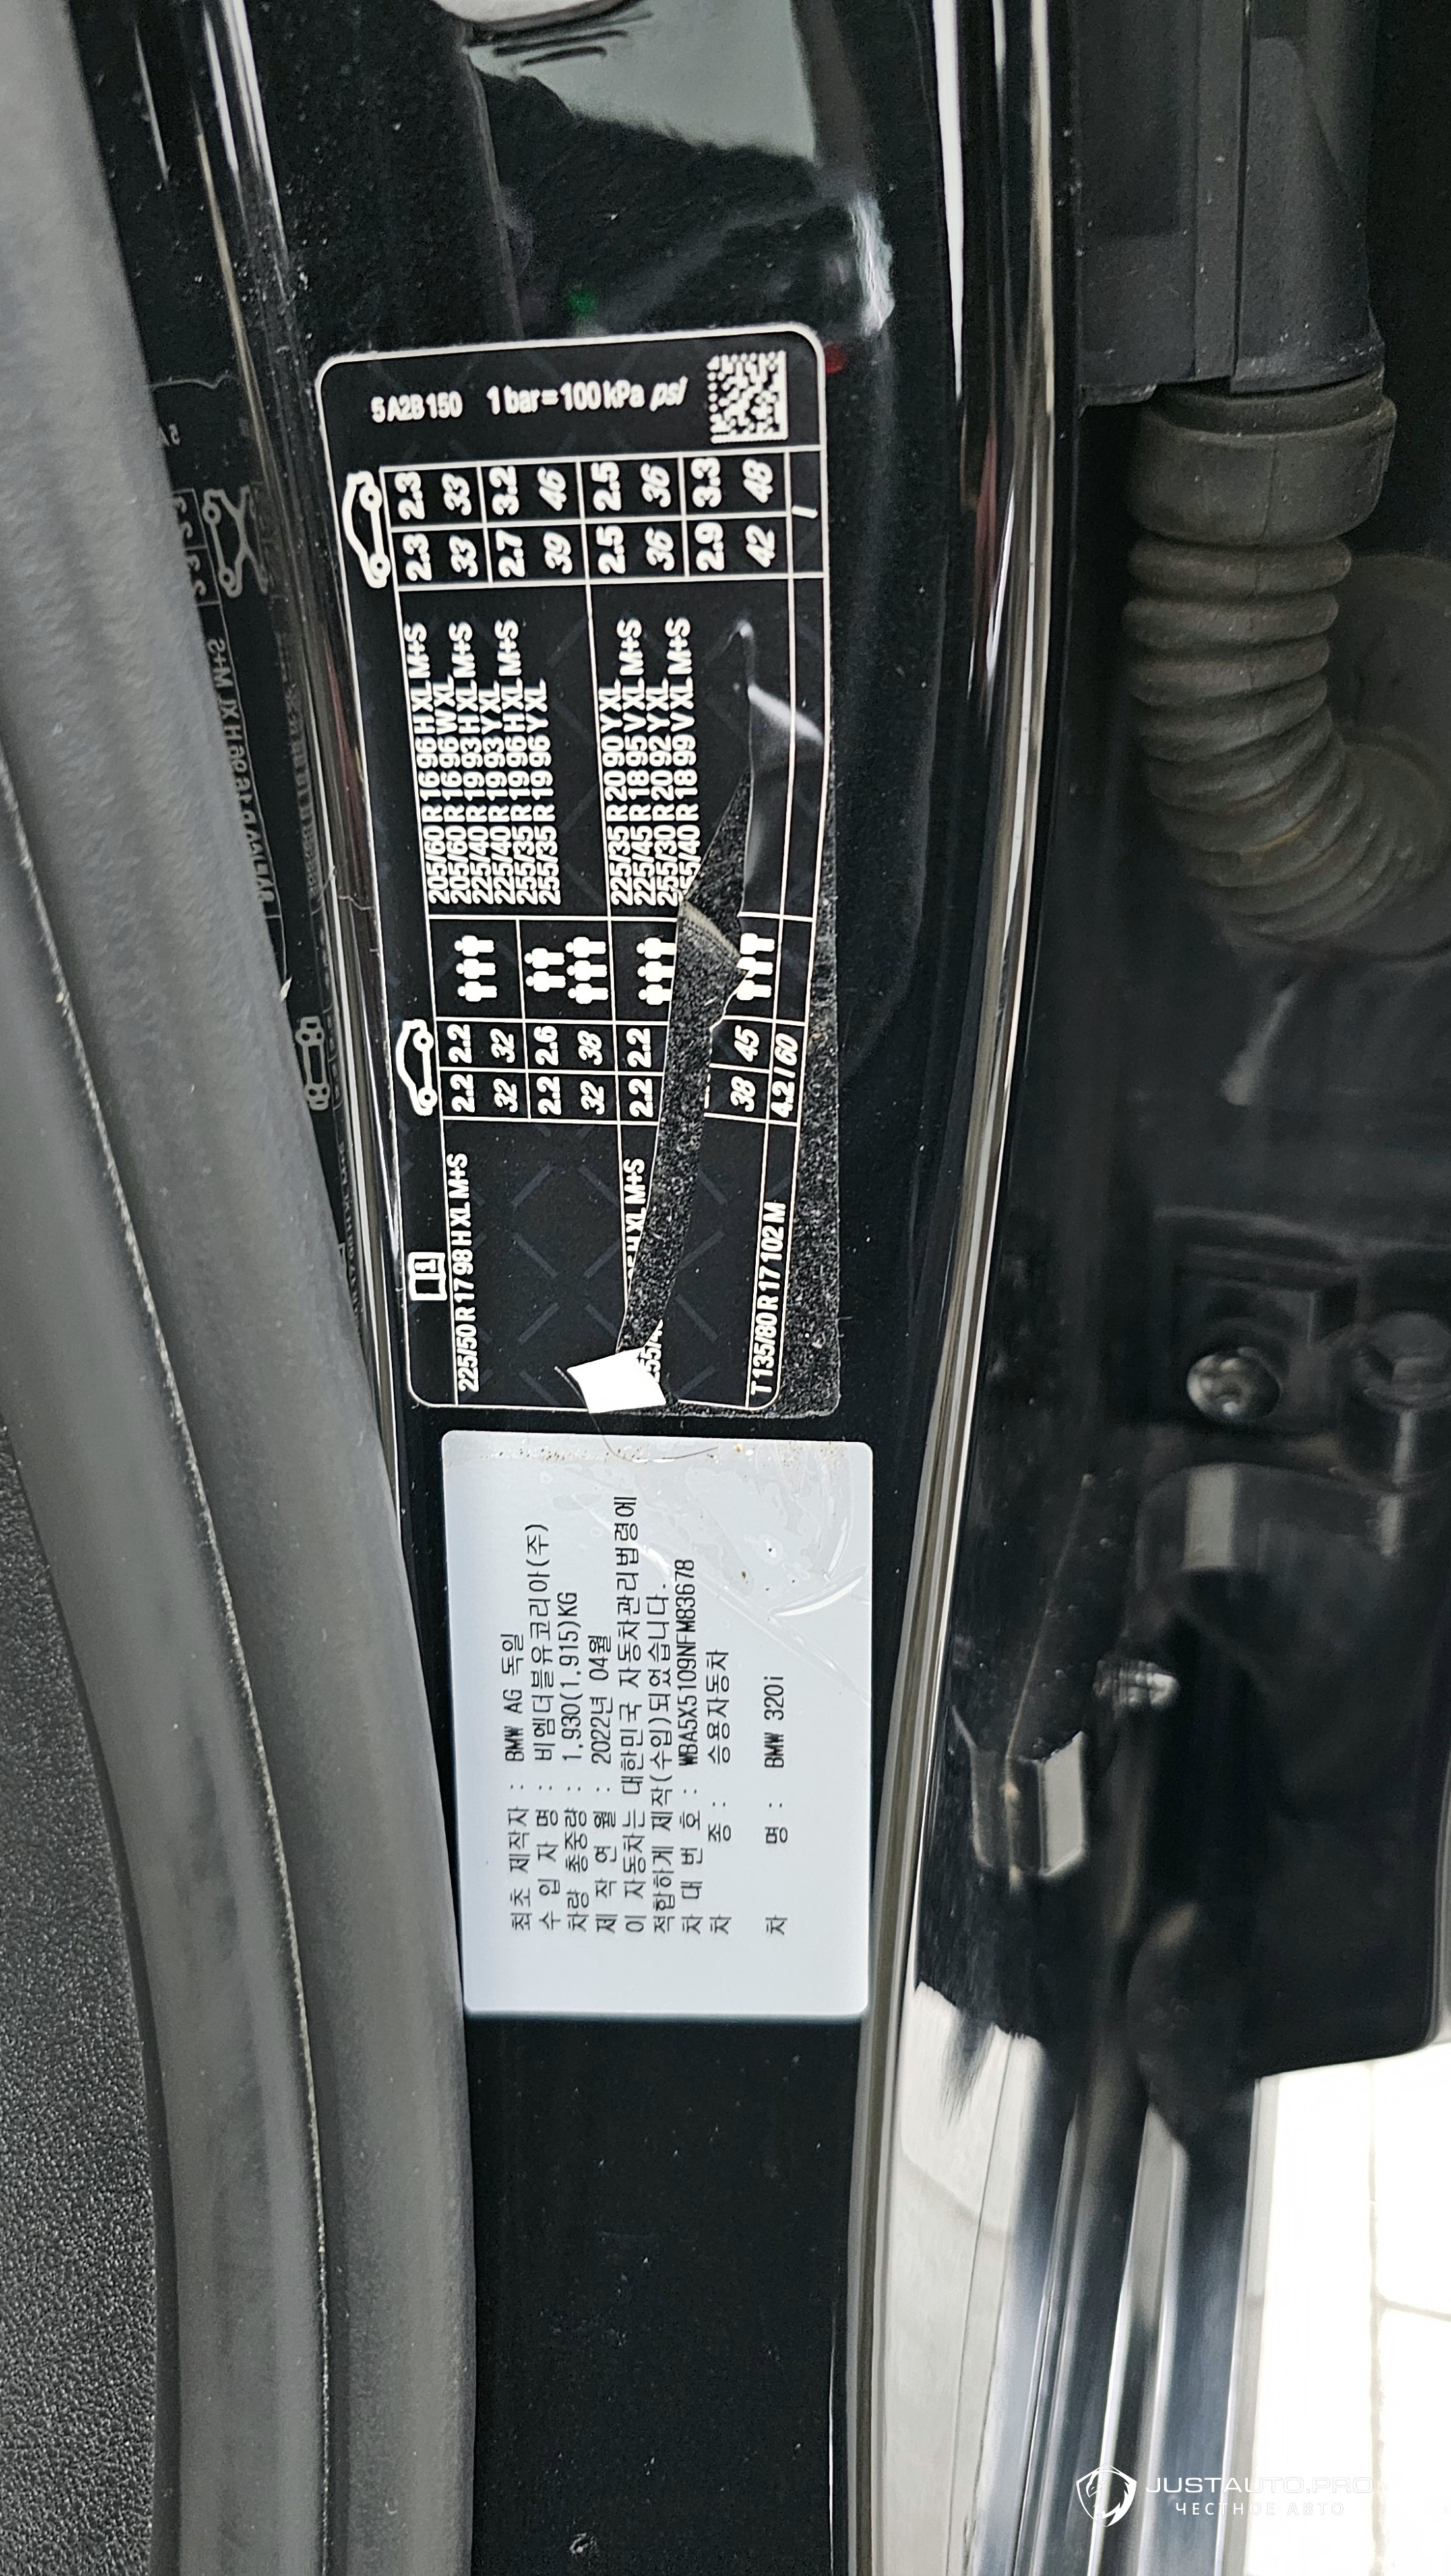 5A2B150 1 bar=100 kPa psi
2.3 2.3
33 33
2.7 3.2
39 46
2.5 2.5
36 36
2.9 3.3
42 48
/
205/60 R 16 96 H XL M+S
205/60 R 16 96 W XL
225/40 R 19 93 H XL M+S
225/40 R 19 93 Y XL
255/35 R 19 96 H XL M+S
255/35 R 19 96 Y XL
225/35 R 20 90 Y XL
225/45 R 18 95 V XL M+S
255/30 R 20 92 Y XL
55/40 R 18 99 V XL M+S
2.2 2.2
32 32
2.2 2.6
32 38
2.2 2.2
38 45
4.2 / 60
225/50 R 17 98 H XL M+S
H XL M+S
T 135/80 R 17 102 M
최초 제작자 : BMW AG 독일
수 입 자 명 : 비엠더블유코리아(주)
차량 총중량 : 1,930(1,915)KG
제 작 연 월 : 2022년 04월
이 자동차는 대한민국 자동차관리법령에
적합하게 제작(수입)되었습니다.
차 대 번 호 : WBA5X5109NFM83678
차 종 : 승용자동차
차 명 : BMW 320i
JUSTAUTO.PRO
ЧЕСТНОЕ АВТО